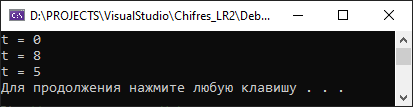 D:\PROJECTS\VisualStudio\Chifres_LR2\Deb
t = 0
t = 8
t = 5
Для продолжения нажмите любую клавишу . . .